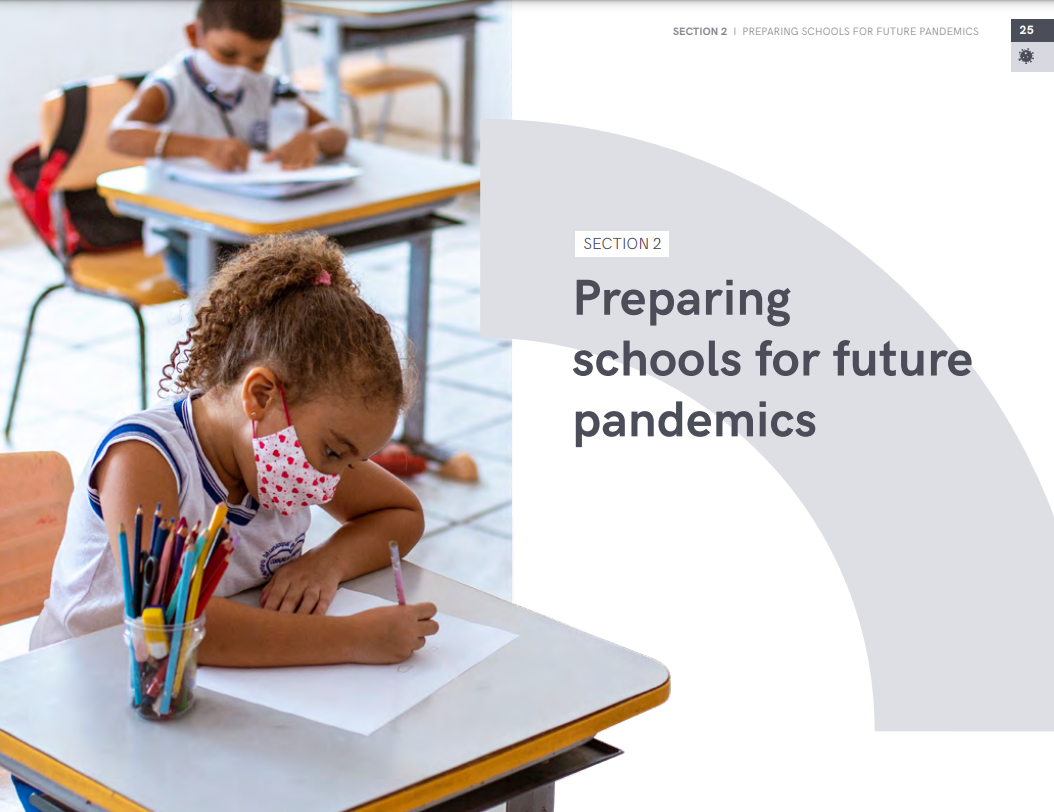 SECTION 2 | PREPARING SCHOOLS FOR FUTURE PANDEMICS
25
SECTION 2
Preparing
schools for future
pandemics